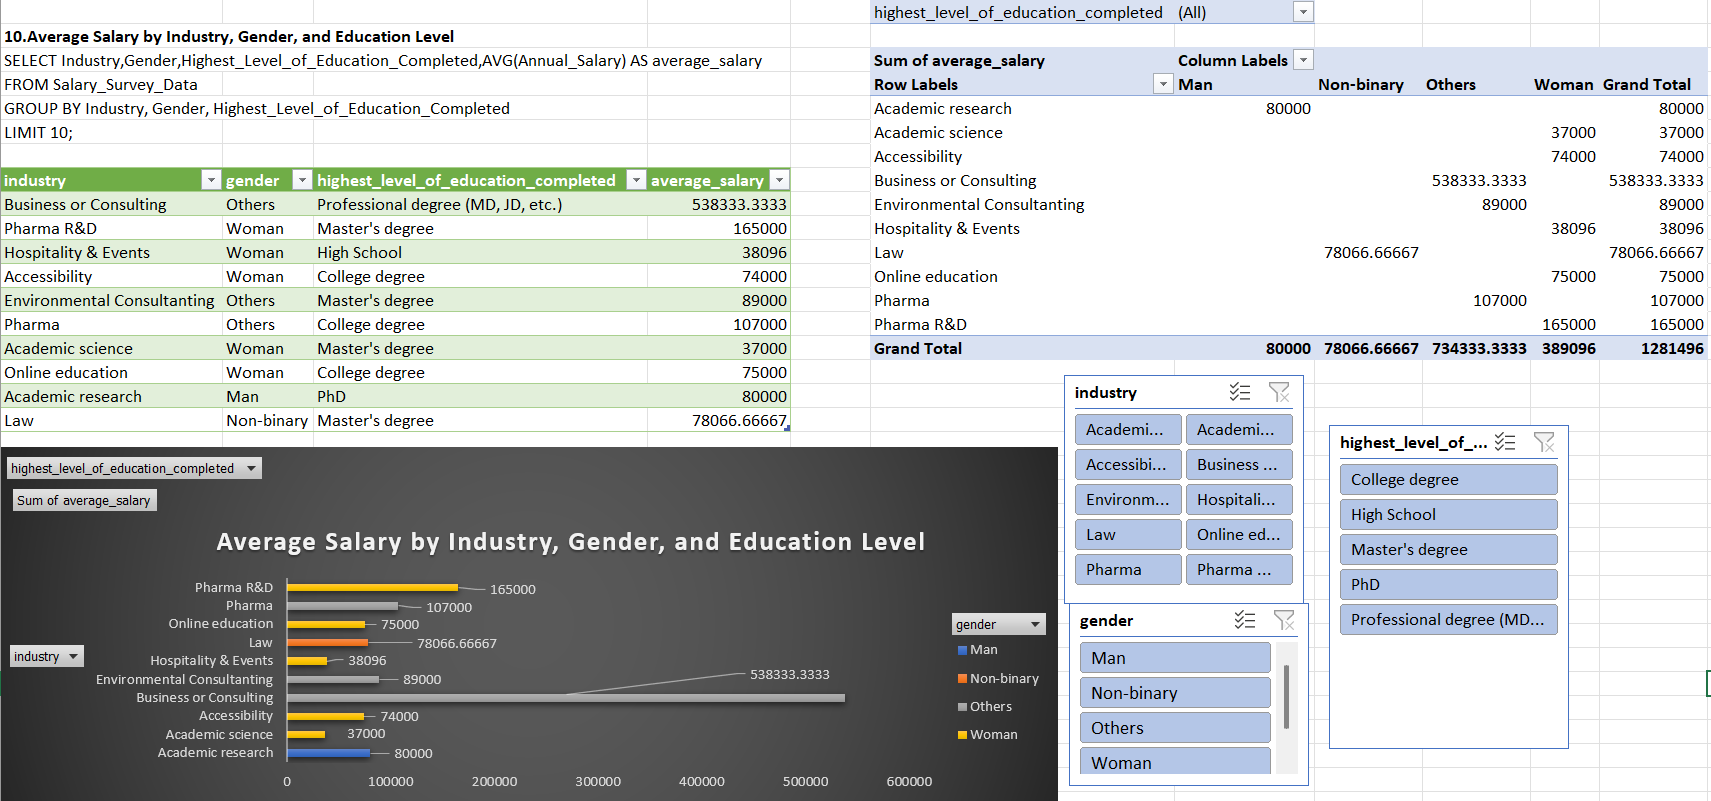 highest_level_of_education_completed (All)
10.Average Salary by Industry, Gender, and Education Level
SELECT Industry,Gender,Highest_Level_of_Education_Completed,AVG(Annual_Salary) AS average_salary
FROM Salary_Survey_Data
GROUP BY Industry, Gender, Highest_Level_of_Education_Completed
LIMIT 10;
industry gender highest_level_of_education_completed average_salary
Business or Consulting Others Professional degree (MD, JD, etc.) 538333.3333
Pharma R&D Woman Master's degree 165000
Hospitality & Events Woman High School 38096
Accessibility Woman College degree 74000
Environmental Consultanting Others Master's degree 89000
Pharma Others College degree 107000
Academic science Woman Master's degree 37000
Online education Woman College degree 75000
Academic research Man PhD 80000
Law Non-binary Master's degree 78066.66667
Sum of average_salary Column Labels
Row Labels Man Non-binary Others Woman Grand Total
Academic research 80000 80000
Academic science 37000 37000
Accessibility 74000 74000
Business or Consulting 538333.3333 538333.3333
Environmental Consultanting 89000 89000
Hospitality & Events 38096 38096
Law 78066.66667 78066.66667
Online education 75000 75000
Pharma 107000 107000
Pharma R&D 165000 165000
Grand Total 80000 78066.66667 734333.3333 389096 1281496
highest_level_of_education_completed
Sum of average_salary
Average Salary by Industry, Gender, and Education Level
industry
Pharma R&D 165000
Pharma 107000
Online education 75000
Law 78066.66667
Hospitality & Events 38096
Environmental Consultanting 89000
Business or Consulting 538333.3333
Accessibility 74000
Academic science 37000
Academic research 80000
0 100000 200000 300000 400000 500000 600000
gender
Man
Non-binary
Others
Woman
industry
Academi... Academi...
Accessibi... Business ...
Environm... Hospitali...
Law Online ed...
Pharma Pharma ...
gender
Man
Non-binary
Others
Woman
highest_level_of_...
College degree
High School
Master's degree
PhD
Professional degree (MD...